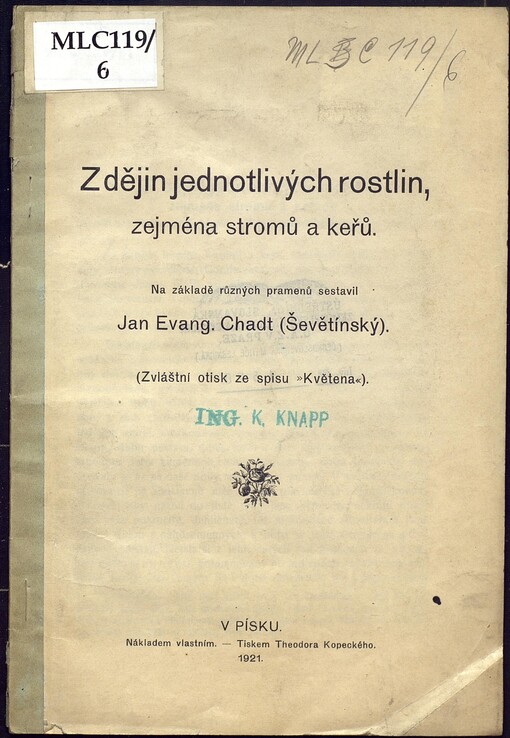 MLC119/
6
MLBC 119/6
Z dějin jednotlivých rostlin,
zejména stromů a keřů.
Na základě různých pramenů sestavil
Jan Evang. Chadt (Ševětínský).
(Zvláštní otisk ze spisu »Květena«).
ING. K. KNAPP
V PÍSKU.
Nákladem vlastním. — Tiskem Theodora Kopeckého.
1921.